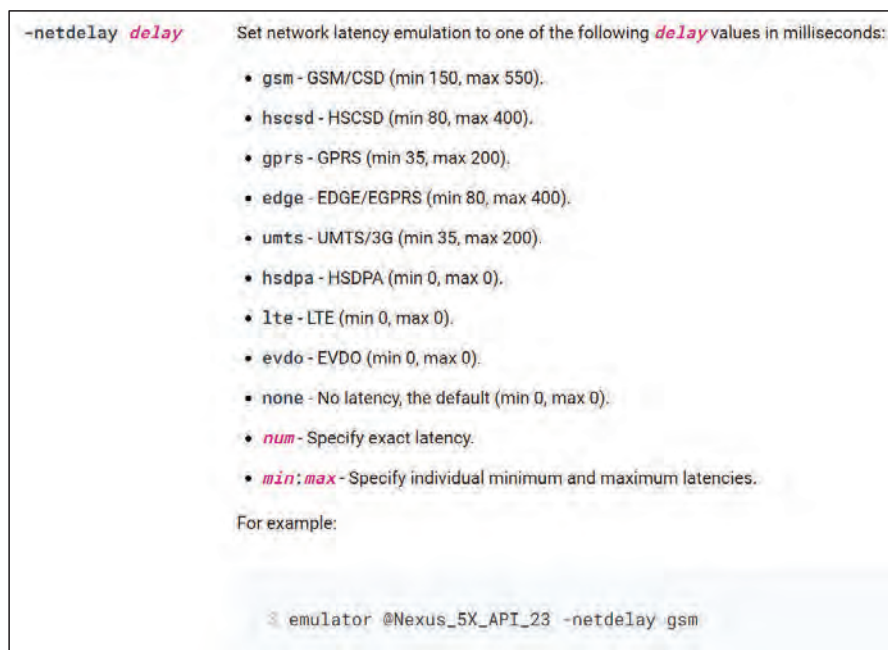 -netdelay delay
Set network latency emulation to one of the following delay values in milliseconds:
• gsm - GSM/CSD (min 150, max 550).
• hscsd - HSCSD (min 80, max 400).
• gprs - GPRS (min 35, max 200).
• edge - EDGE/EGPRS (min 80, max 400).
• umts - UMTS/3G (min 35, max 200).
• hsdpa - HSDPA (min 0, max 0).
• lte - LTE (min 0, max 0).
• evdo - EVDO (min 0, max 0).
• none - No latency, the default (min 0, max 0).
• num - Specify exact latency.
• min:max - Specify individual minimum and maximum latencies.
For example:
$ emulator @Nexus_5X_API_23 -netdelay gsm